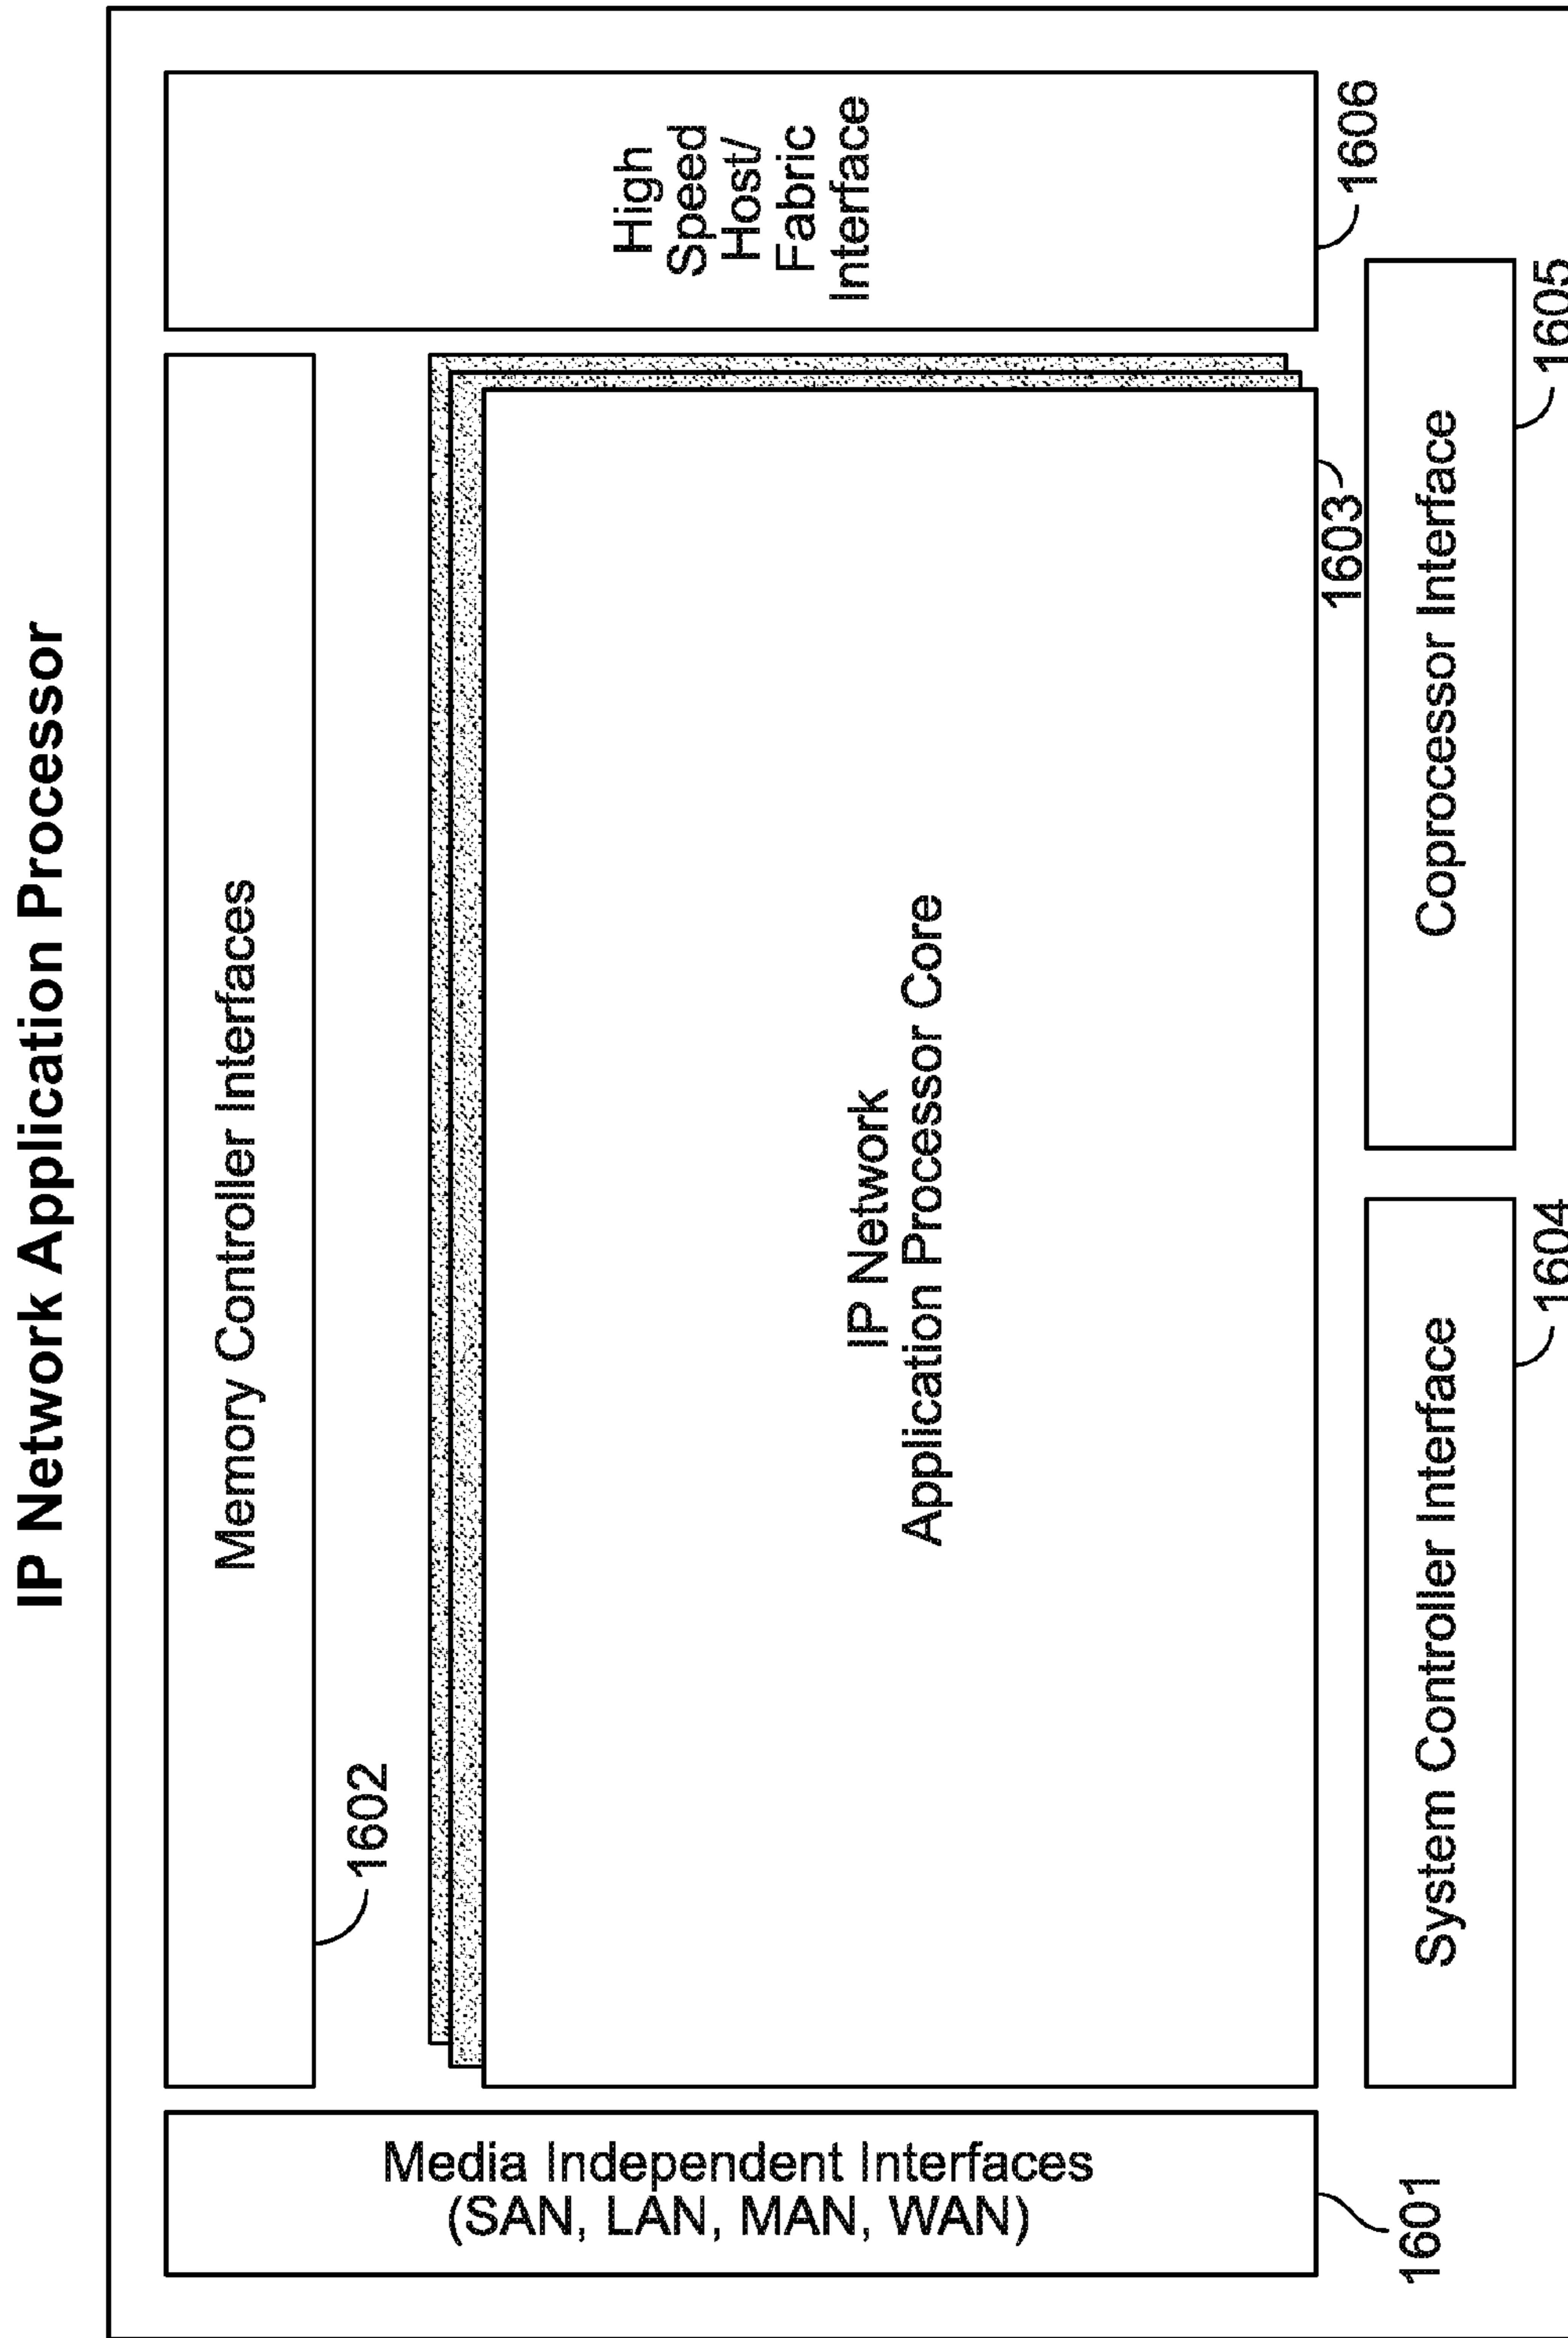 IP Network Application Processor
Memory Controller Interfaces
1602
Media Independent Interfaces
(SAN, LAN, MAN, WAN)
1601
IP Network
Application Processor Core
1603
High
Speed
Host/
Fabric
Interface
1606
System Controller Interface
1604
Coprocessor Interface
1605